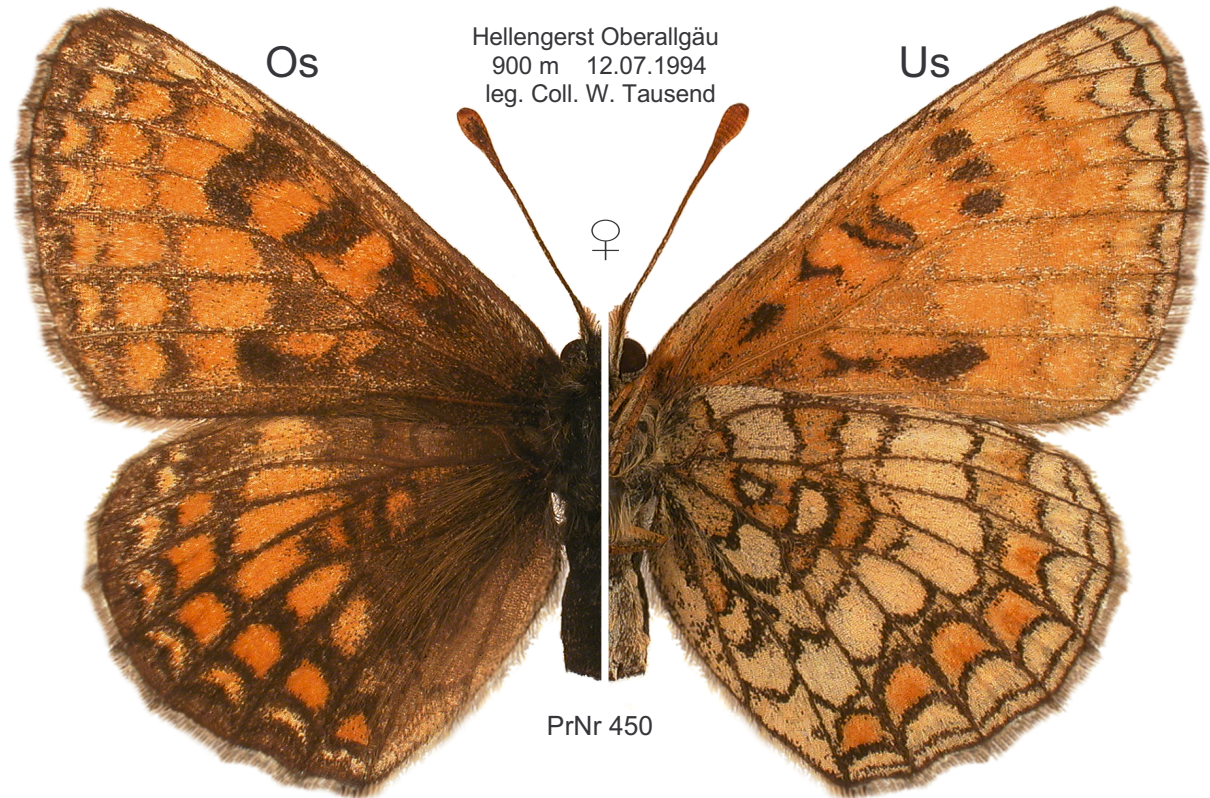 Os
Hellengerst Oberallgäu
900 m 12.07.1994
leg. Coll. W. Tausend
Us
♀
PrNr 450